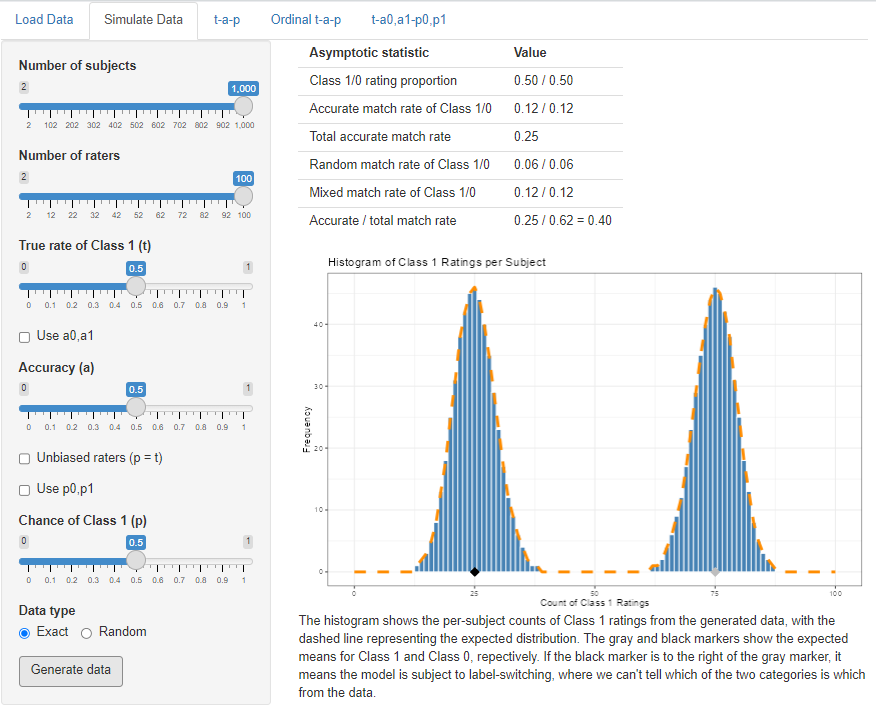 Load Data Simulate Data t-a-p Ordinal t-a-p t-a0,a1-p0,p1
Number of subjects
2 1,000
2 102 202 302 402 502 602 702 802 902 1,000
Number of raters
2 100
2 12 22 32 42 52 62 72 82 92 100
True rate of Class 1 (t)
0 0.5 1
0 0.1 0.2 0.3 0.4 0.5 0.6 0.7 0.8 0.9 1
Use a0,a1
Accuracy (a)
0 0.5 1
0 0.1 0.2 0.3 0.4 0.5 0.6 0.7 0.8 0.9 1
Unbiased raters (p = t)
Use p0,p1
Chance of Class 1 (p)
0 0.5 1
0 0.1 0.2 0.3 0.4 0.5 0.6 0.7 0.8 0.9 1
Data type
Exact Random
Generate data
Asymptotic statistic Value
Class 1/0 rating proportion 0.50 / 0.50
Accurate match rate of Class 1/0 0.12 / 0.12
Total accurate match rate 0.25
Random match rate of Class 1/0 0.06 / 0.06
Mixed match rate of Class 1/0 0.12 / 0.12
Accurate / total match rate 0.25 / 0.62 = 0.40
Histogram of Class 1 Ratings per Subject
Frequency
40
30
20
10
0
0 25 50 75 100
Count of Class 1 Ratings
The histogram shows the per-subject counts of Class 1 ratings from the generated data, with the
dashed line representing the expected distribution. The gray and black markers show the expected
means for Class 1 and Class 0, repectively. If the black marker is to the right of the gray marker, it
means the model is subject to label-switching, where we can't tell which of the two categories is which
from the data.